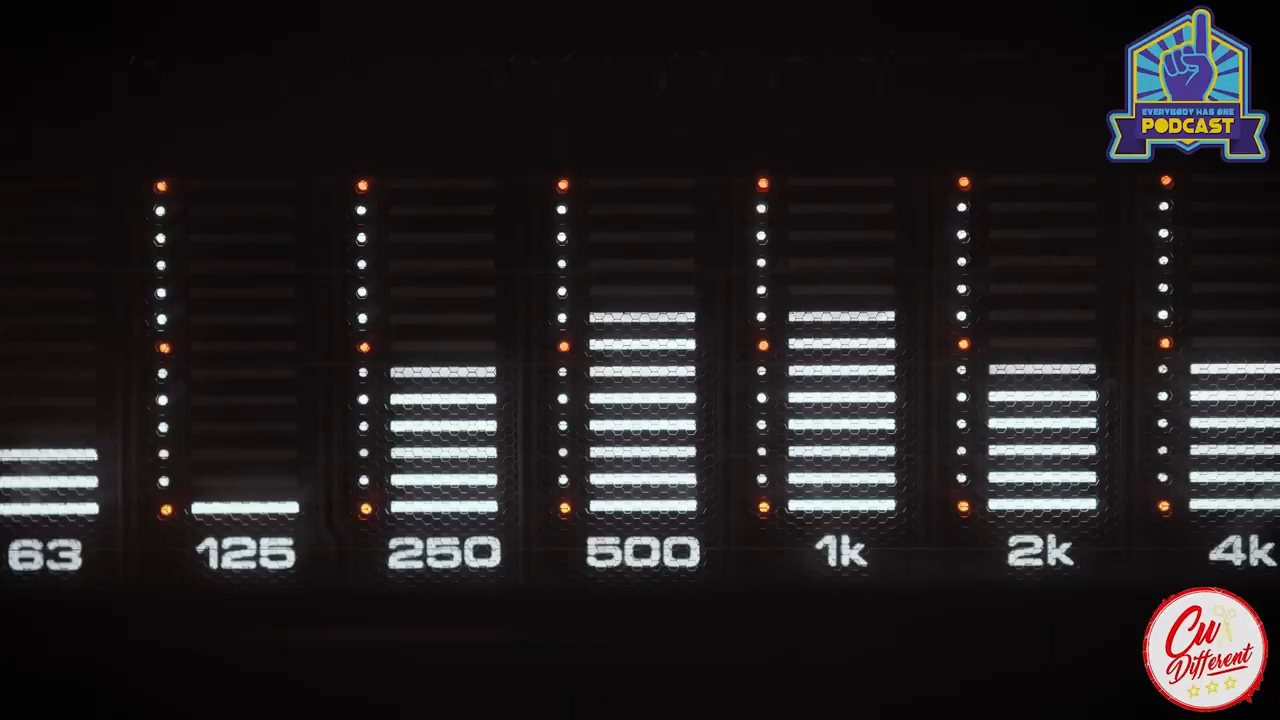 EVERYBODY HAS ONE
PODCAST
63 125 250 500 1k 2k 4k
Cut
Different